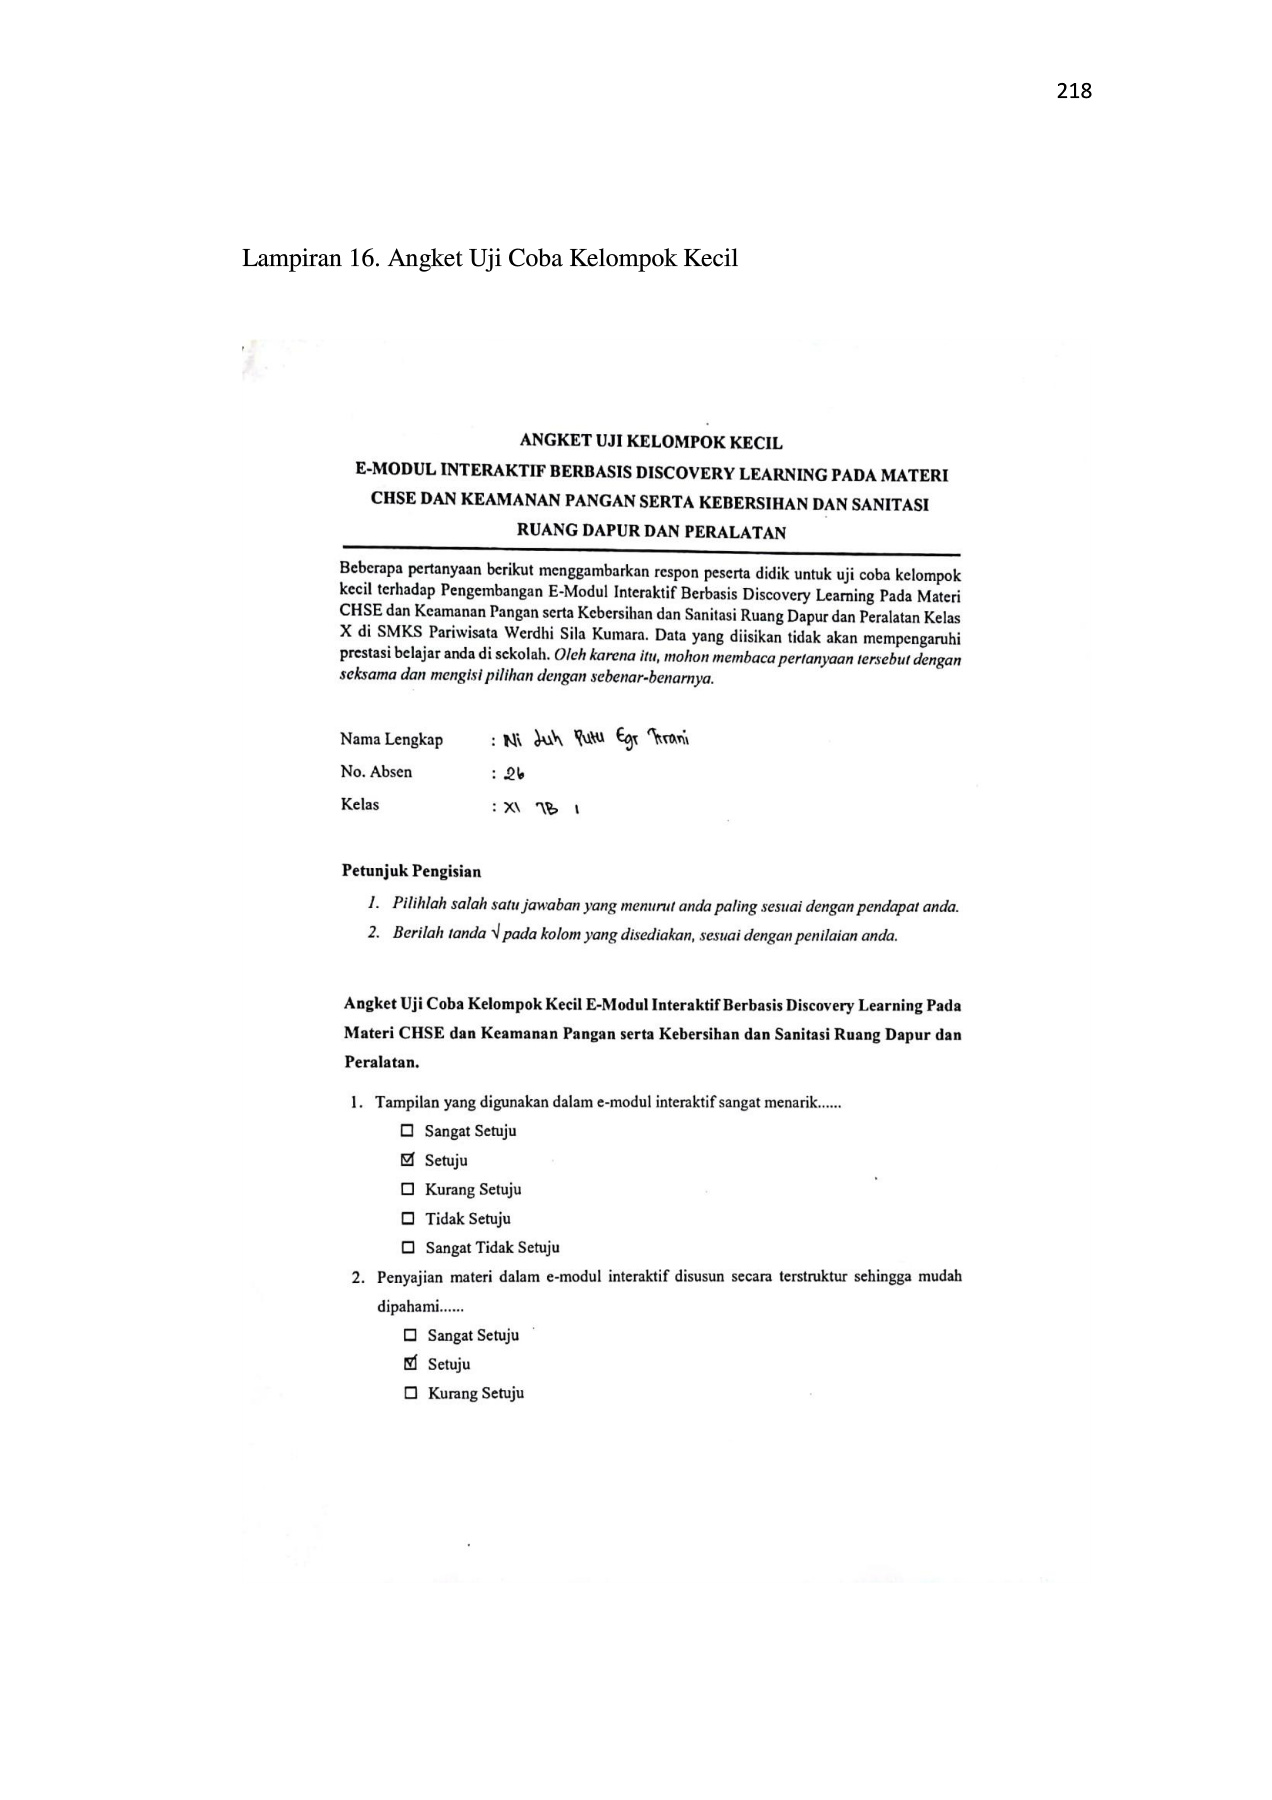 218
Lampiran 16. Angket Uji Coba Kelompok Kecil
ANGKET UJI KELOMPOK KECIL
E-MODUL INTERAKTIF BERBASIS DISCOVERY LEARNING PADA MATERI
CHSE DAN KEAMANAN PANGAN SERTA KEBERSIHAN DAN SANITASI
RUANG DAPUR DAN PERALATAN
Beberapa pertanyaan berikut menggambarkan respon peserta didik untuk uji coba kelompok
kecil terhadap Pengembangan E-Modul Interaktif Berbasis Discovery Learning Pada Materi
CHSE dan Keamanan Pangan serta Kebersihan dan Sanitasi Ruang Dapur dan Peralatan Kelas
X di SMKS Pariwisata Werdhi Sila Kumara. Data yang diisikan tidak akan mempengaruhi
prestasi belajar anda di sekolah. Oleh karena itu, mohon membaca pertanyaan tersebut dengan
seksama dan mengisi pilihan dengan sebenar-benarnya.
Nama Lengkap : Ni Luh Putu
No. Absen : 26
Kelas : XI 1
Petunjuk Pengisian
1. Pilihlah salah satu jawaban yang menurut anda paling sesuai dengan pendapat anda.
2. Berilah tanda √ pada kolom yang disediakan, sesuai dengan penilaian anda.
Angket Uji Coba Kelompok Kecil E-Modul Interaktif Berbasis Discovery Learning Pada
Materi CHSE dan Keamanan Pangan serta Kebersihan dan Sanitasi Ruang Dapur dan
Peralatan.
1. Tampilan yang digunakan dalam e-modul interaktif sangat menarik......
☐ Sangat Setuju
☑ Setuju
☐ Kurang Setuju
☐ Tidak Setuju
☐ Sangat Tidak Setuju
2. Penyajian materi dalam e-modul interaktif disusun secara terstruktur sehingga mudah
dipahami......
☐ Sangat Setuju
☑ Setuju
☐ Kurang Setuju